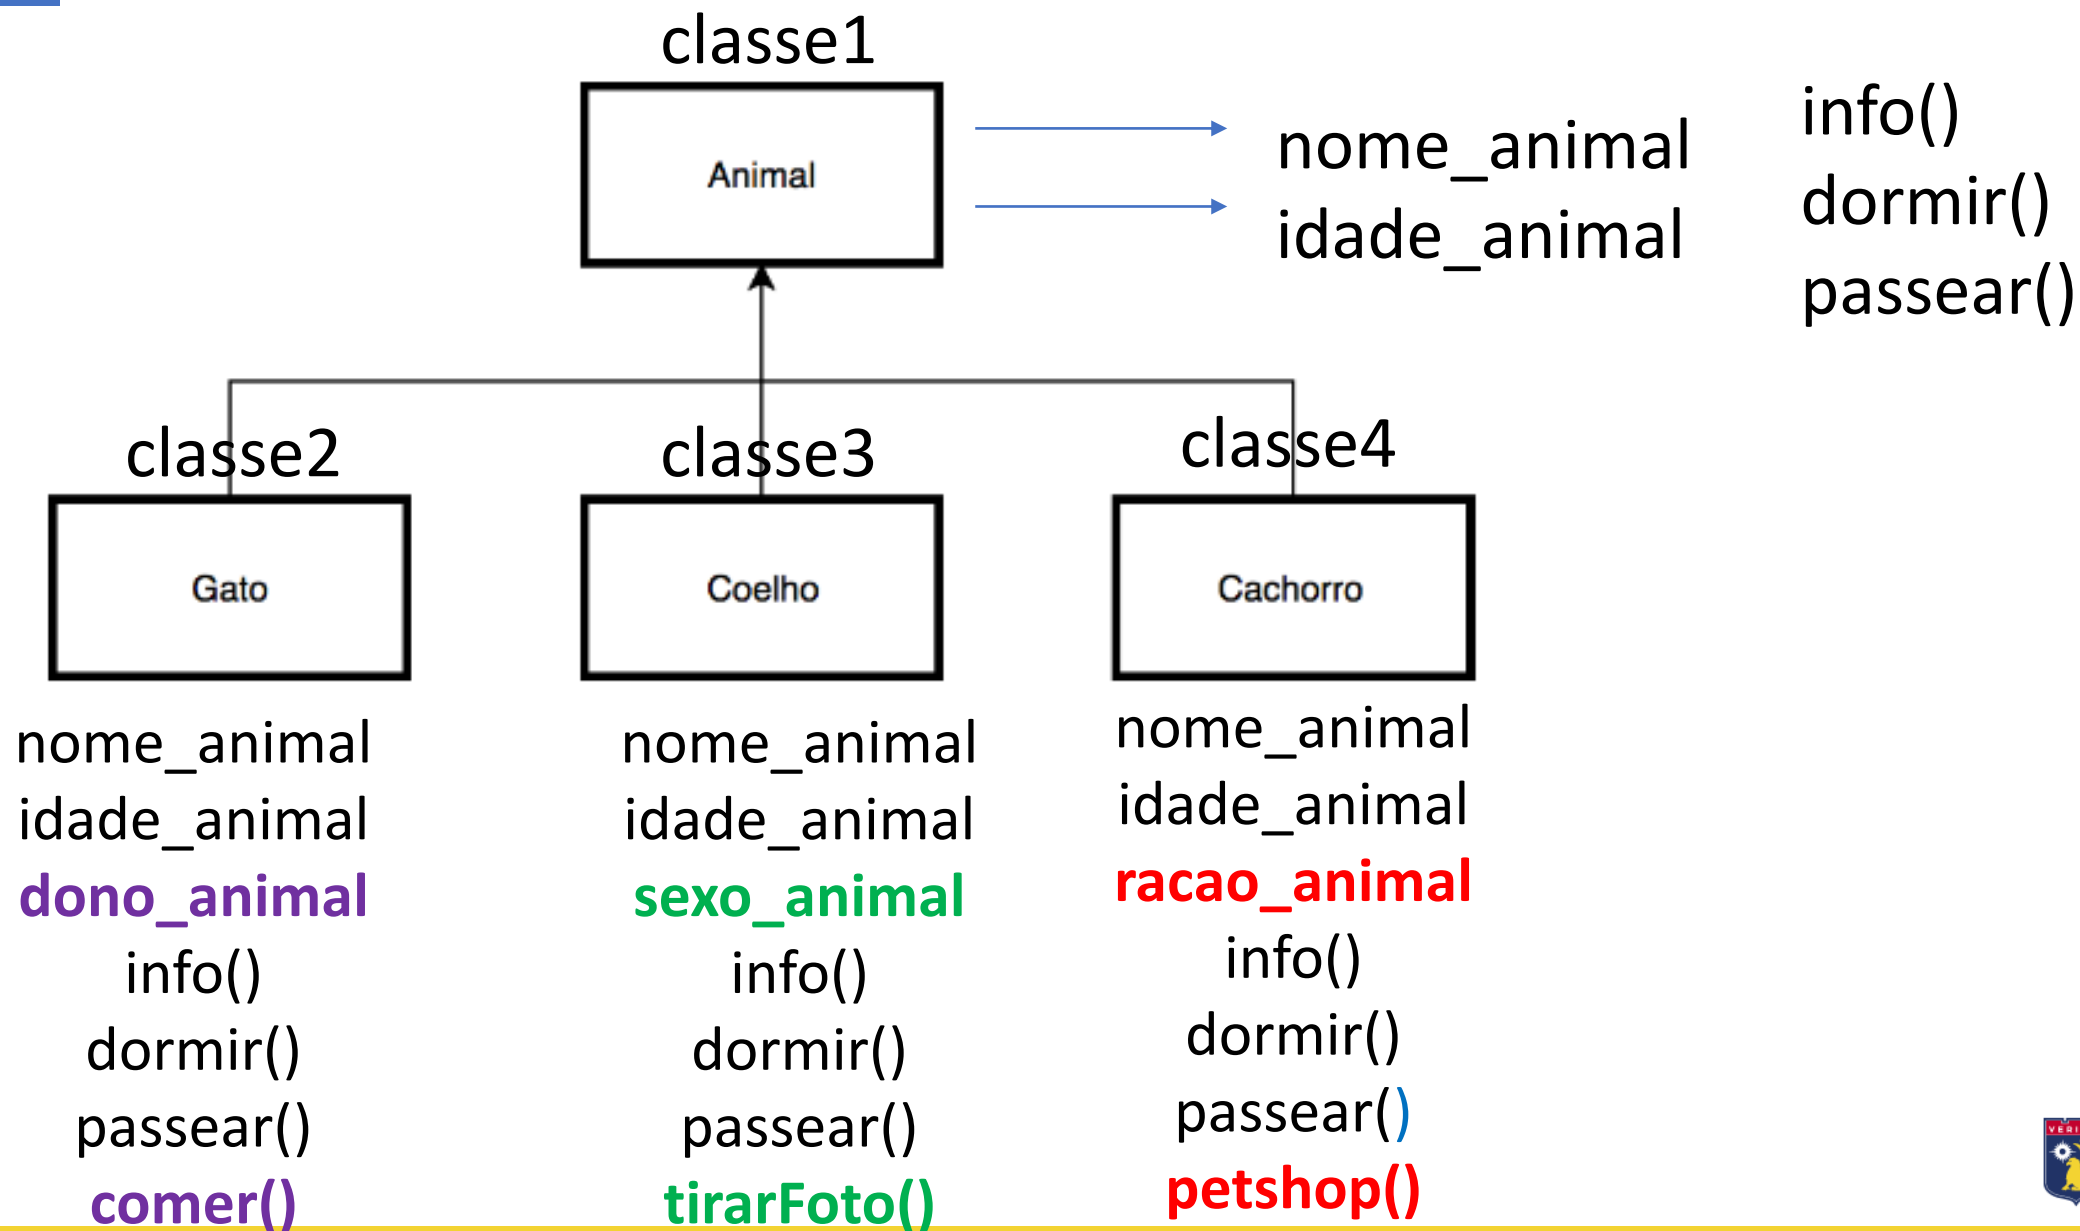 classe1
Animal
nome_animal
idade_animal
info()
dormir()
passear()
classe2
classe3
classe4
Gato
Coelho
Cachorro
nome_animal
idade_animal
dono_animal
info()
dormir()
passear()
comer()
nome_animal
idade_animal
sexo_animal
info()
dormir()
passear()
tirarFoto()
nome_animal
idade_animal
racao_animal
info()
dormir()
passear()
petshop()